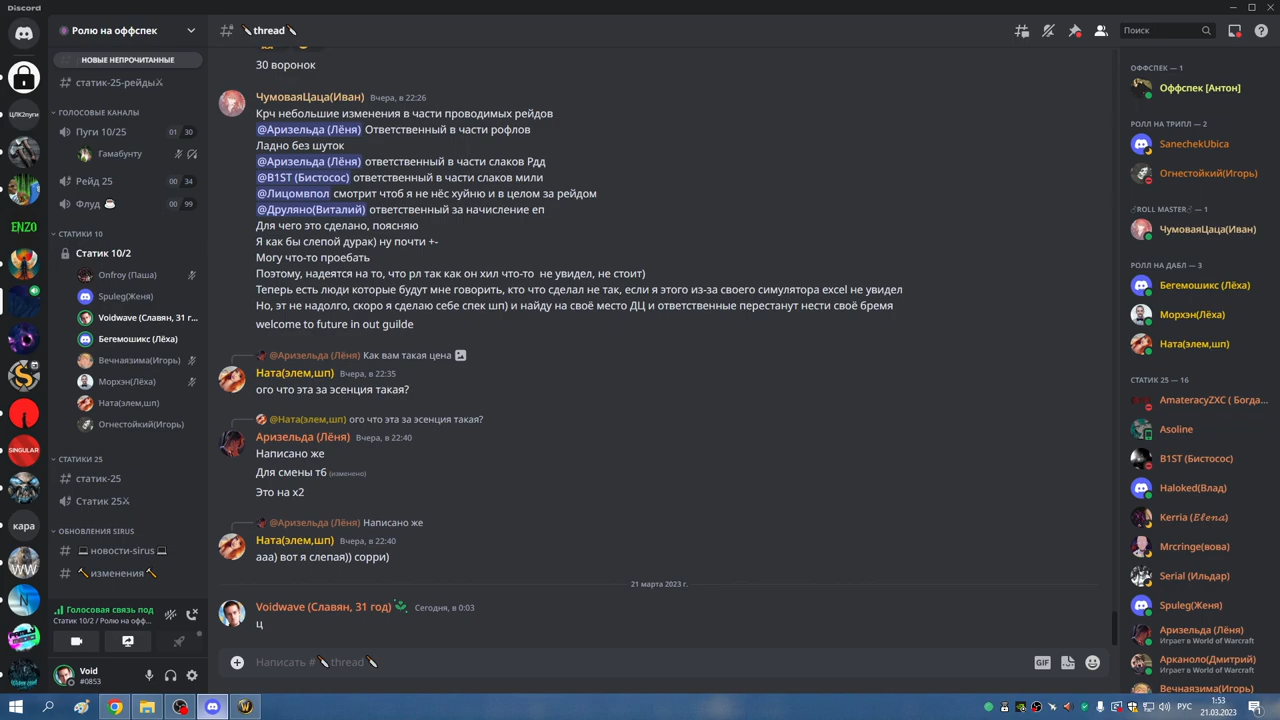 Discord
Ролю на оффспек
НОВЫЕ НЕПРОЧИТАННЫЕ
статик-25-рейды
ГОЛОСОВЫЕ КАНАЛЫ
Пуги 10/25
01 30
Гамабунту
Рейд 25
00 34
Флуд
00 99
СТАТИКИ 10
Статик 10/2
Onfroy (Паша)
Spuleg(Женя)
Voidwave (Славян, 31 г...
Бегемошикс (Лёха)
Вечнаязима(Игорь)
Морхэн(Лёха)
Ната(элем,шп)
Огнестойкий(Игорь)
СТАТИКИ 25
статик-25
Статик 25
ОБНОВЛЕНИЯ SIRUS
новости-sirus
изменения
Голосовая связь под
Статик 10/2 / Ролю на офф...
Void
#0853
ЦЛК2пуги
ENZO
SINGULAR
кара
WW
thread
Поиск
30 воронок
ЧумоваяЦаца(Иван) Вчера, в 22:26
Крч небольшие изменения в части проводимых рейдов
@Аризельда (Лёня) Ответственный в части рофлов
Ладно без шуток
@Аризельда (Лёня) ответственный в части слаков Рдд
@B1ST (Бистосос) ответственный в части слаков мили
@Лицомвпол смотрит чтоб я не нёс хуйню и в целом за рейдом
@Друляно(Виталий) ответственный за начисление еп
Для чего это сделано, поясняю
Я как бы слепой дурак) ну почти +-
Могу что-то проебать
Поэтому, надеятся на то, что рл так как он хил что-то не увидел, не стоит)
Теперь есть люди которые будут мне говорить, кто что сделал не так, если я этого из-за своего симулятора excel не увидел
Но, эт не надолго, скоро я сделаю себе спек шп) и найду на своё место ДЦ и ответственные перестанут нести своё бремя
welcome to future in out guilde
@Аризельда (Лёня) Как вам такая цена
Ната(элем,шп) Вчера, в 22:35
ого что эта за эсенция такая?
@Ната(элем,шп) ого что эта за эсенция такая?
Аризельда (Лёня) Вчера, в 22:40
Написано же
Для смены т6 (изменено)
Это на х2
@Аризельда (Лёня) Написано же
Ната(элем,шп) Вчера, в 22:40
ааа) вот я слепая)) сорри)
21 марта 2023 г.
Voidwave (Славян, 31 год) Сегодня, в 0:03
ц
Написать # thread
GIF
ОФФСПЕК — 1
Оффспек [Антон]
РОЛЛ НА ТРИПЛ — 2
SanechekUbica
Огнестойкий(Игорь)
ROLL MASTER — 1
ЧумоваяЦаца(Иван)
РОЛЛ НА ДАБЛ — 3
Бегемошикс (Лёха)
Морхэн(Лёха)
Ната(элем,шп)
СТАТИК 25 — 16
AmateracyZXC ( Богда...
Asoline
B1ST (Бистосос)
Haloked(Влад)
Kerria (𝓔𝓵𝓮𝓷𝓪)
Mrcringe(вова)
Serial (Ильдар)
Spuleg(Женя)
Аризельда (Лёня)
Играет в World of Warcraft
Арканоло(Дмитрий)
Играет в World of Warcraft
Вечнаязима(Игорь)
РУС
1:53
21.03.2023
1